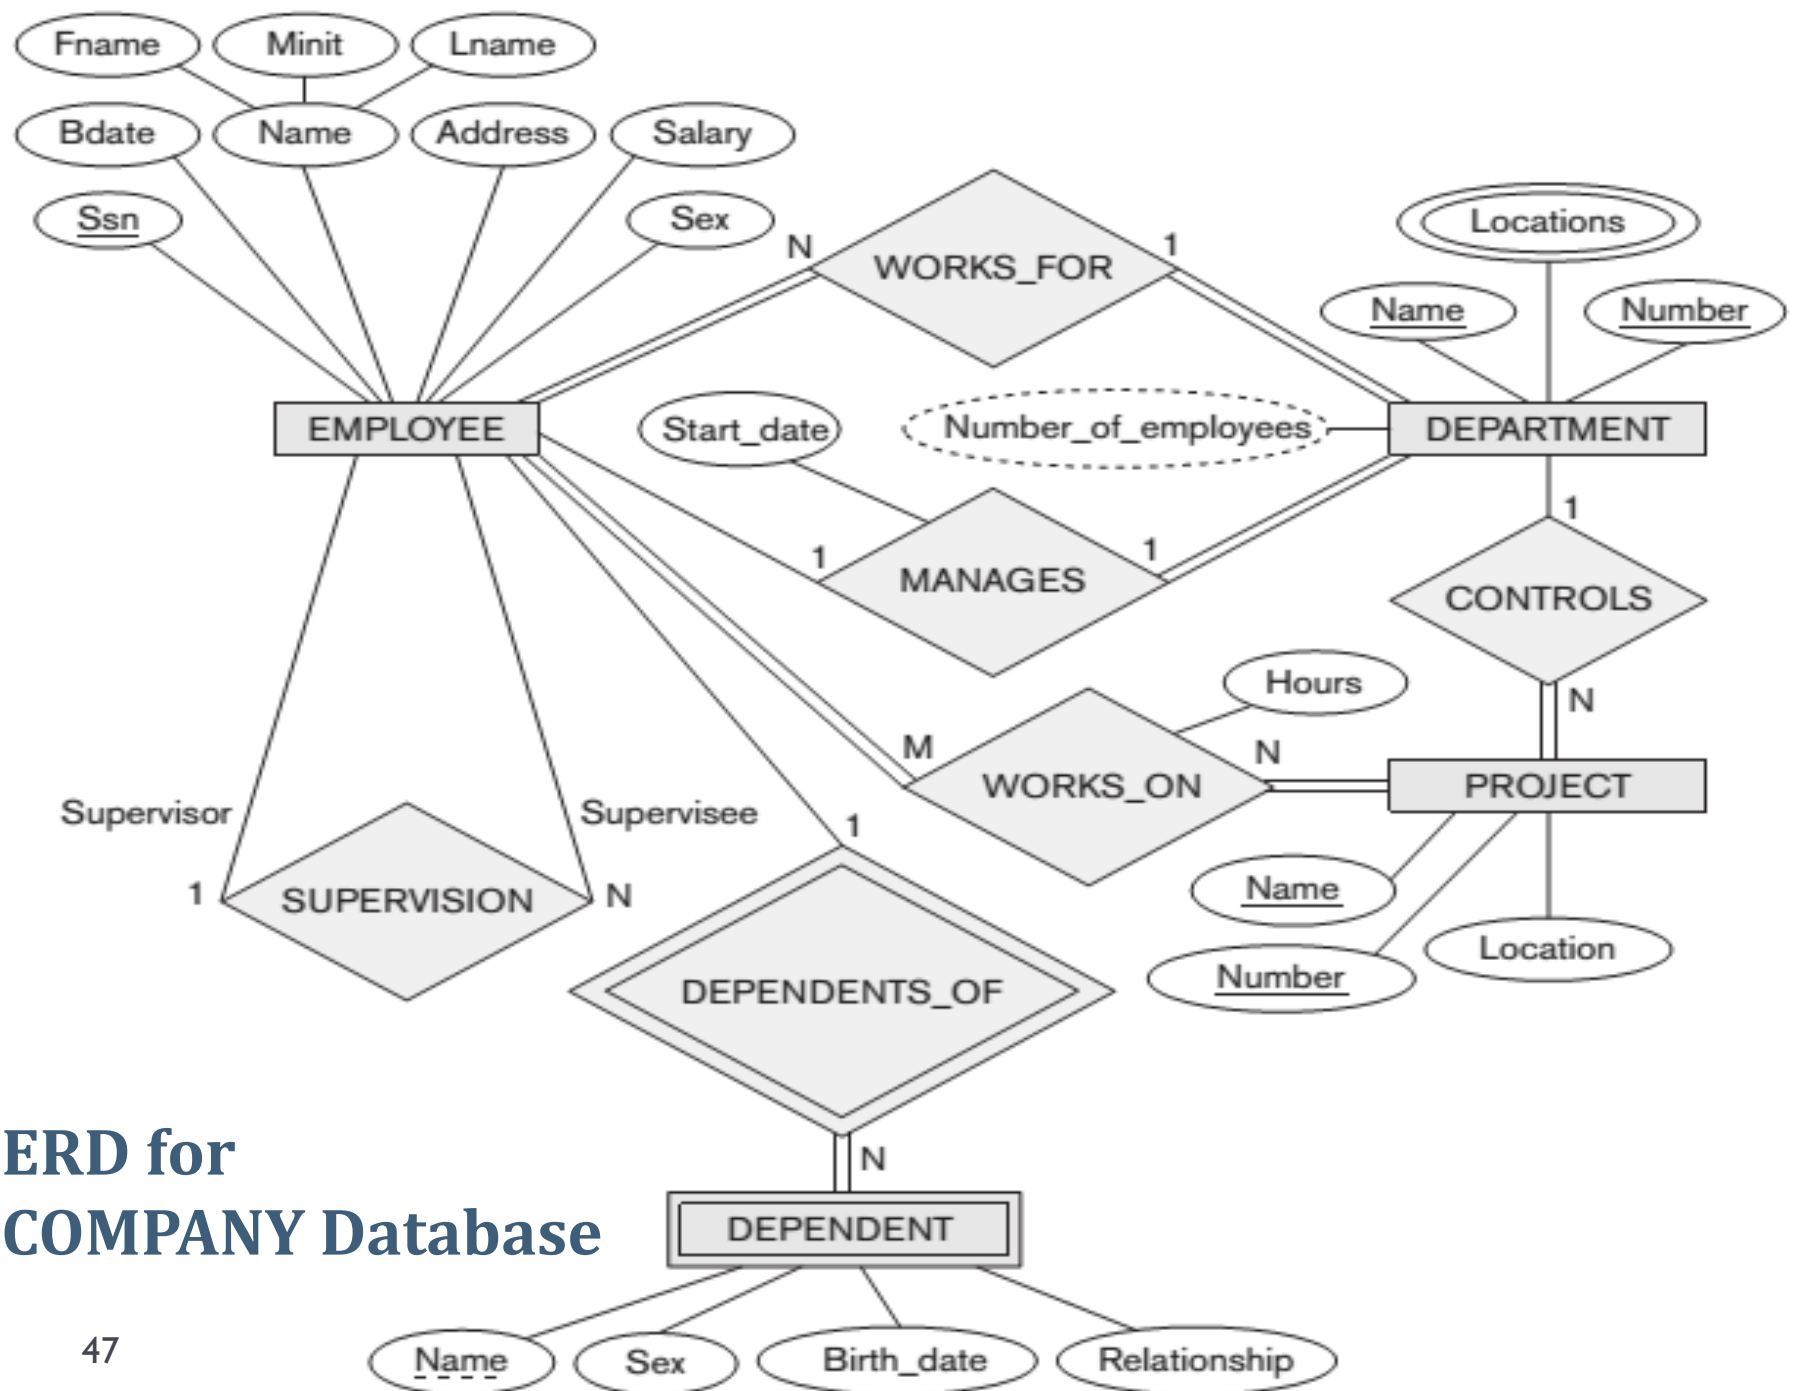 Fname
Minit
Lname
Bdate
Name
Address
Salary
Ssn
Sex
N
WORKS_FOR
1
Locations
Name
Number
EMPLOYEE
Start_date
Number_of_employees
DEPARTMENT
1
MANAGES
1
1
CONTROLS
N
Hours
M
WORKS_ON
N
PROJECT
Supervisor
Supervisee
1
SUPERVISION
N
1
Name
Number
Location
DEPENDENTS_OF
N
ERD for
COMPANY Database
DEPENDENT
Name
Sex
Birth_date
Relationship
47